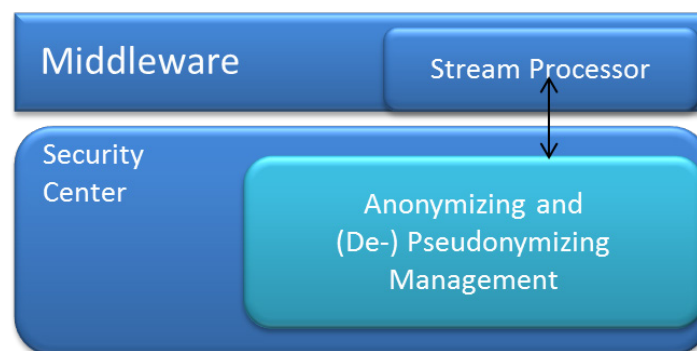 Middleware
Stream Processor
Security
Center
Anonymizing and
(De-) Pseudonymizing
Management